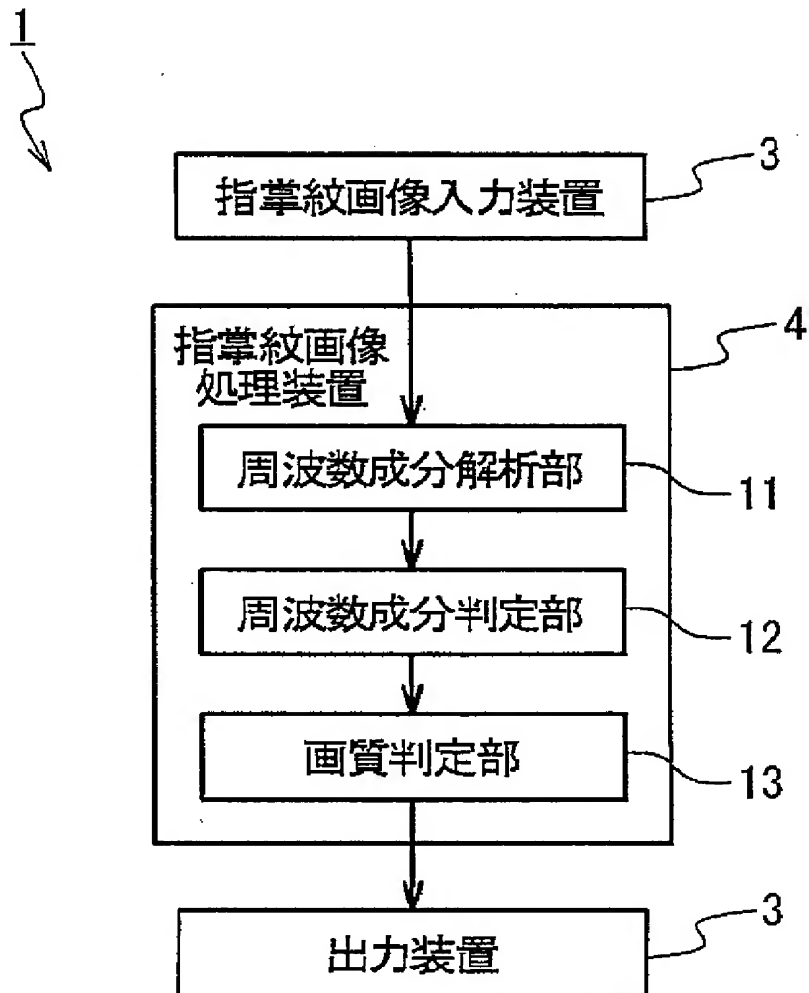 1
指掌紋画像入力装置
3
指掌紋画像
処理装置
4
周波数成分解析部
11
周波数成分判定部
12
画質判定部
13
出力装置
3